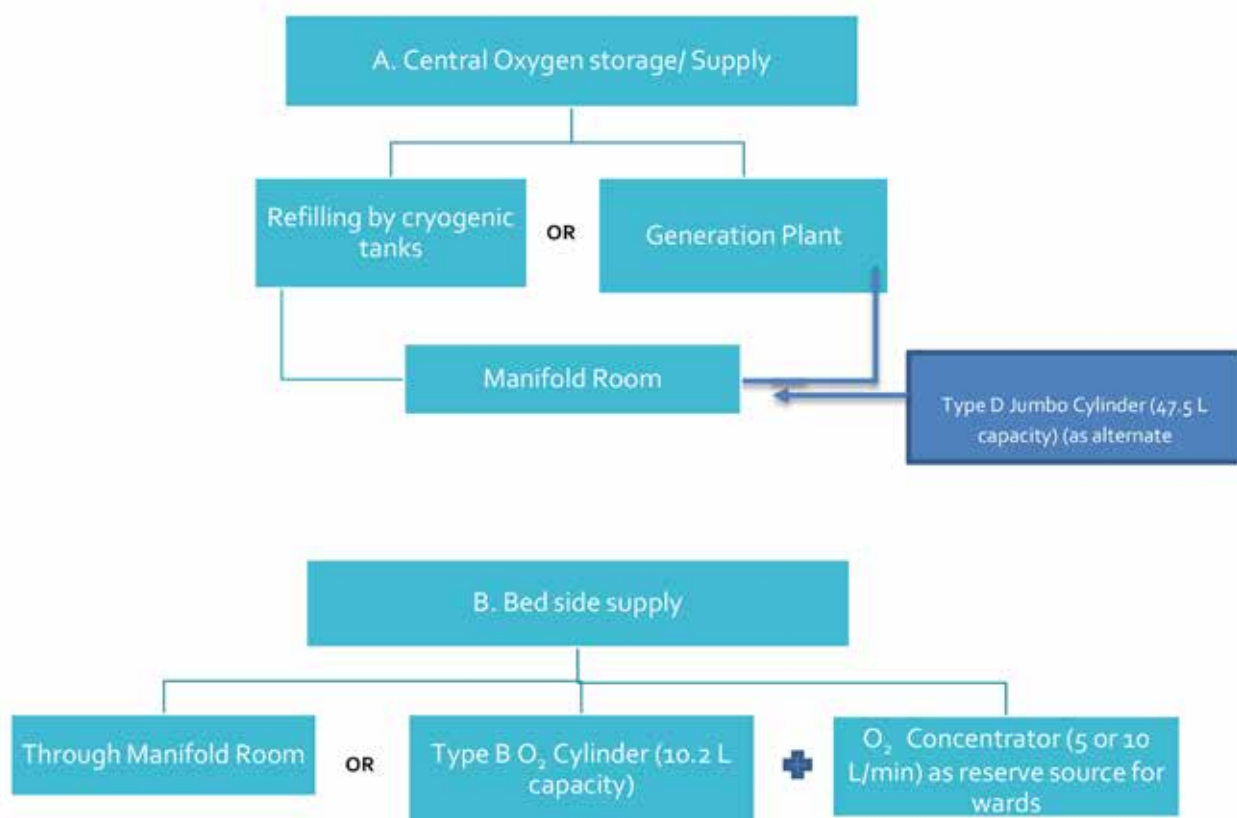 A. Central Oxygen storage/ Supply
Refilling by cryogenic
tanks
OR
Generation Plant
Manifold Room
Type D Jumbo Cylinder (47.5 L
capacity) (as alternate
B. Bed side supply
Through Manifold Room
OR
Type B O₂ Cylinder (10.2 L
capacity)
O₂ Concentrator (5 or 10
L/min) as reserve source for
wards